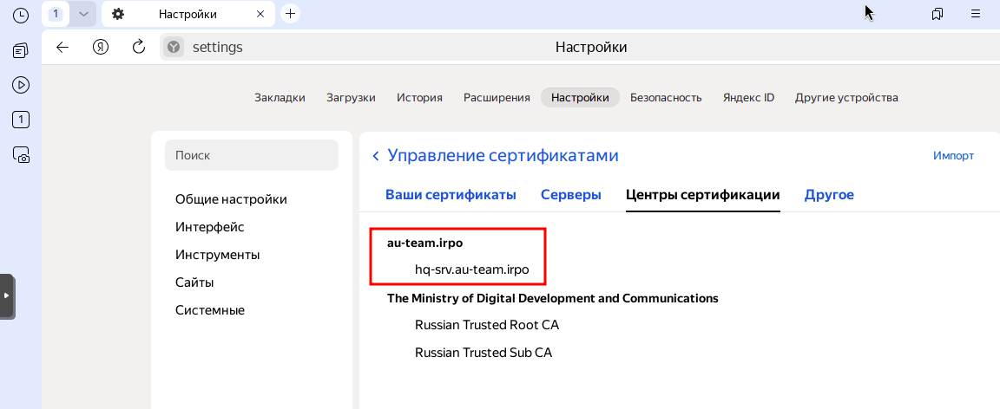 1
Настройки
settings
Настройки
1
Закладки Загрузки История Расширения Настройки Безопасность Яндекс ID Другие устройства
Поиск
Общие настройки
Интерфейс
Инструменты
Сайты
Системные
Управление сертификатами
Импорт
Ваши сертификаты Серверы Центры сертификации Другое
au-team.irpo
hq-srv.au-team.irpo
The Ministry of Digital Development and Communications
Russian Trusted Root CA
Russian Trusted Sub CA